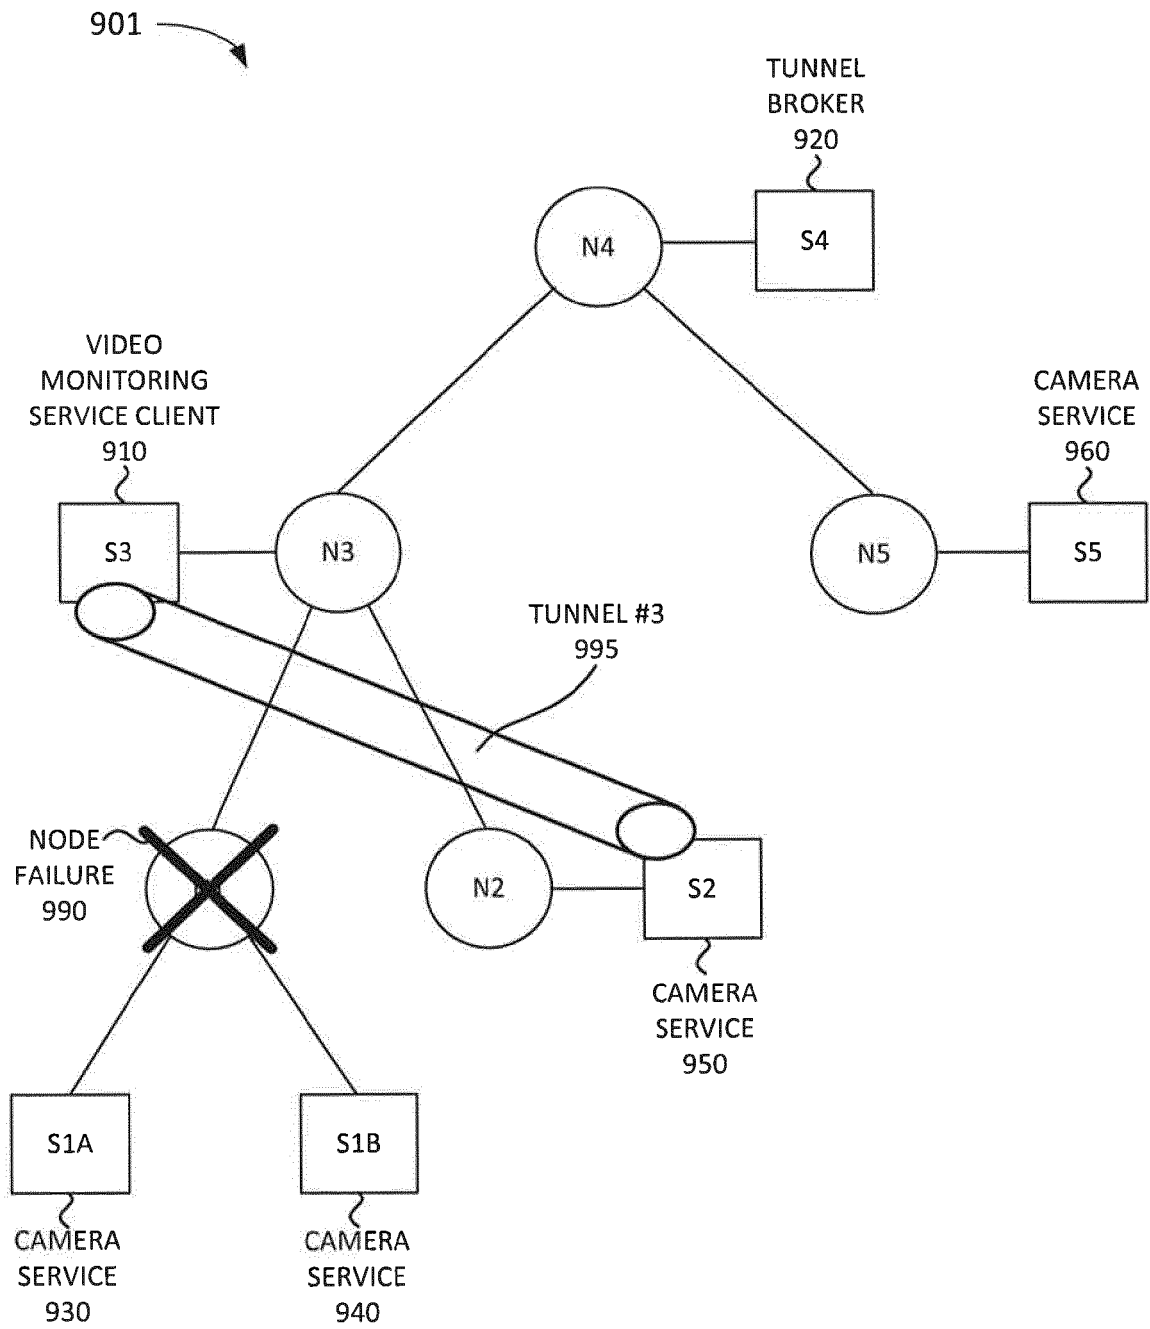 901
TUNNEL
BROKER
920
N4
S4
VIDEO
MONITORING
SERVICE CLIENT
910
CAMERA
SERVICE
960
S3
N3
N5
S5
TUNNEL #3
995
NODE
FAILURE
990
N2
S2
CAMERA
SERVICE
950
S1A
S1B
CAMERA
SERVICE
930
CAMERA
SERVICE
940